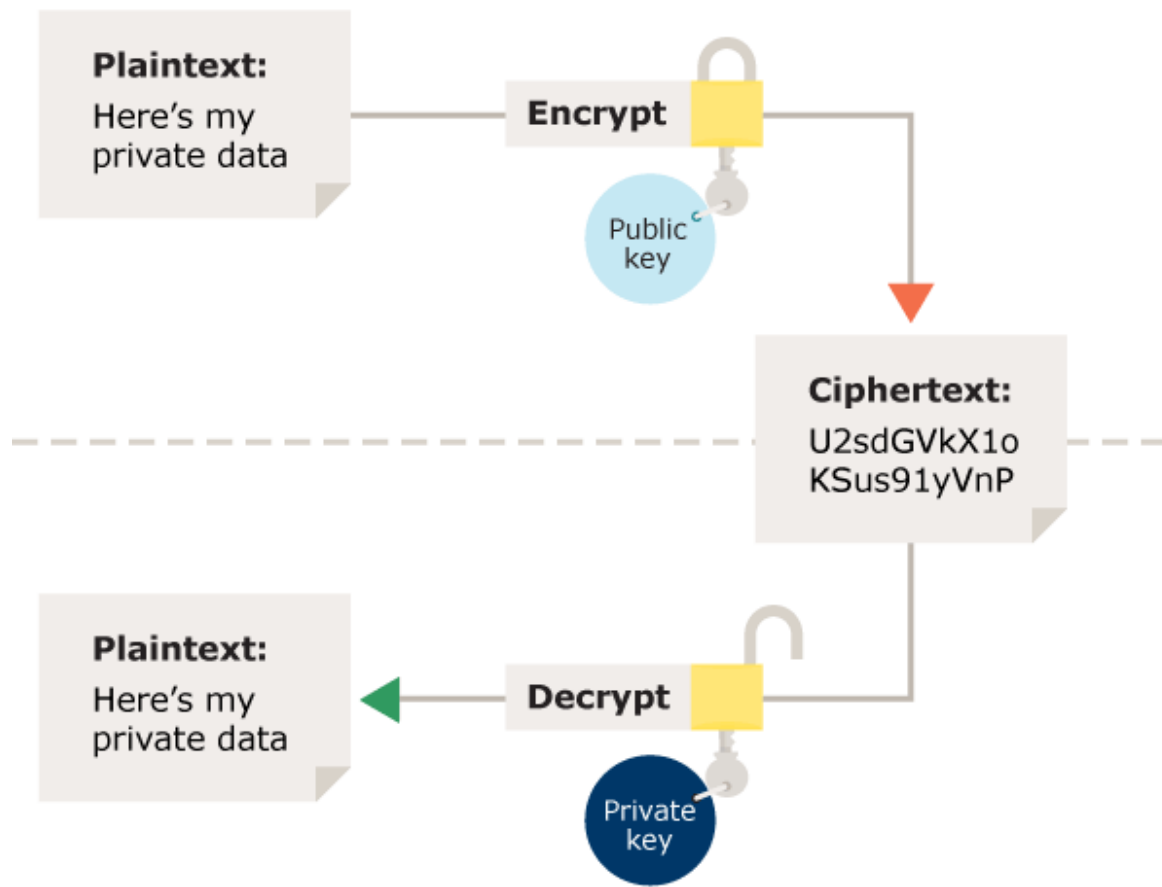 Plaintext:
Here’s my
private data
Encrypt
Public
key
Ciphertext:
U2sdGVkX1o
KSus91yVnP
Decrypt
Private
key
Plaintext:
Here’s my
private data